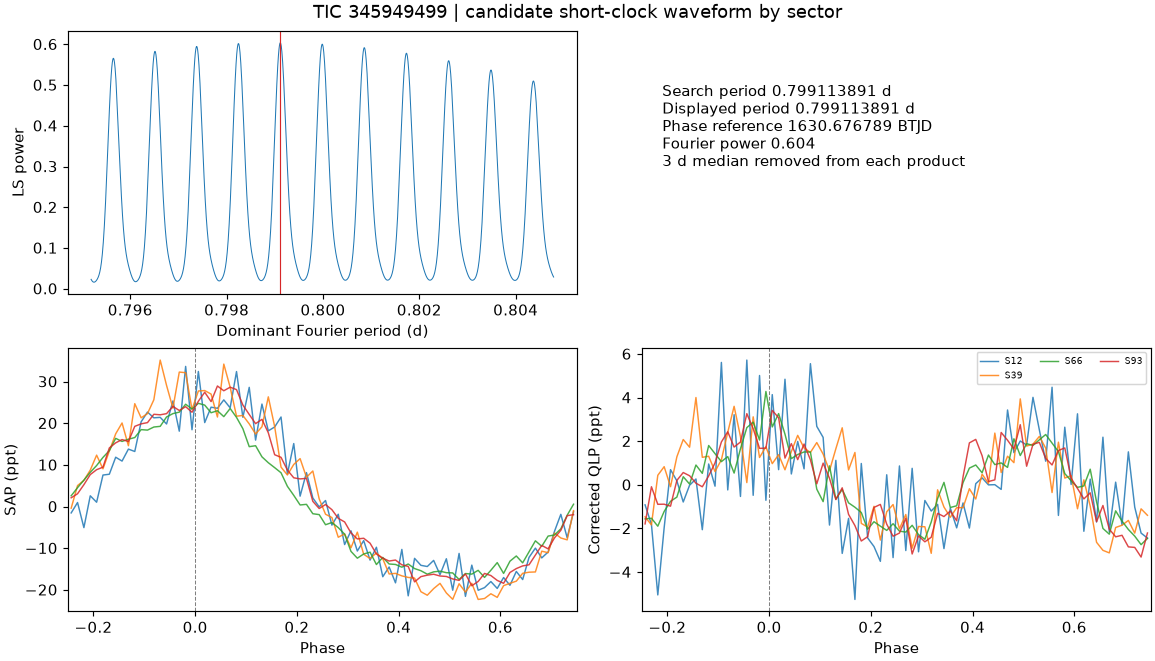 TIC 345949499 | candidate short-clock waveform by sector
LS power
0.6
0.5
0.4
0.3
0.2
0.1
0.0
0.796
0.798
0.800
0.802
0.804
Dominant Fourier period (d)
Search period 0.799113891 d
Displayed period 0.799113891 d
Phase reference 1630.676789 BTJD
Fourier power 0.604
3 d median removed from each product
SAP (ppt)
30
20
10
0
−10
−20
−0.2
0.0
0.2
0.4
0.6
Phase
Corrected QLP (ppt)
6
4
2
0
−2
−4
−0.2
0.0
0.2
0.4
0.6
Phase
S12
S39
S66
S93